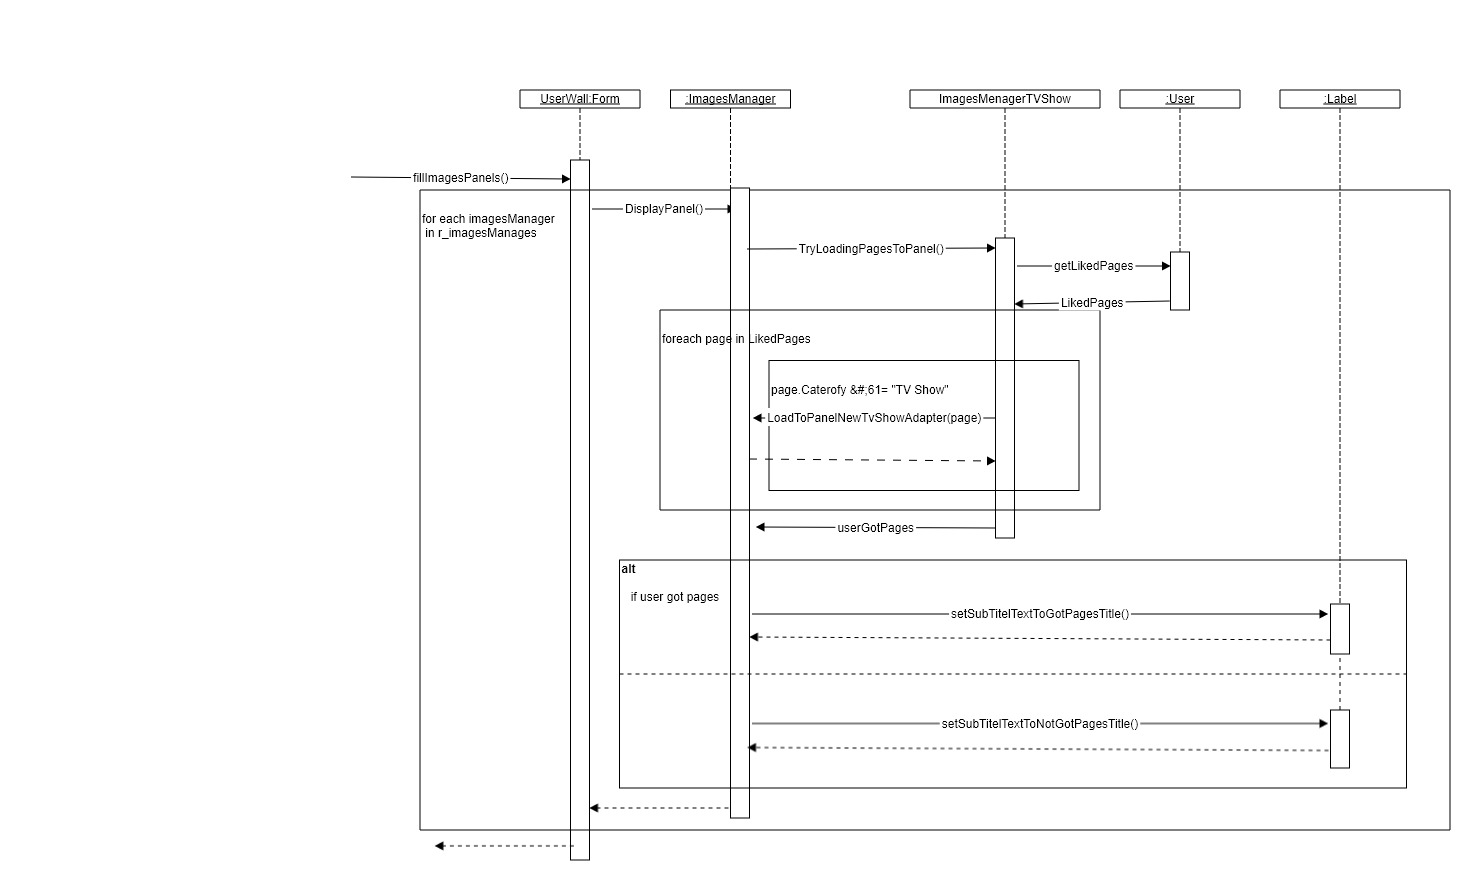 UserWall:Form
:ImagesManager
ImagesMenagerTVShow
:User
:Label
fillImagesPanels()
DisplayPanel()
for each imagesManager
in r_imagesManages
TryLoadingPagesToPanel()
getLikedPages
LikedPages
foreach page in LikedPages
page.Caterofy &#;61= "TV Show"
LoadToPanelNewTvShowAdapter(page)
userGotPages
alt
if user got pages
setSubTitelTextToGotPagesTitle()
setSubTitelTextToNotGotPagesTitle()